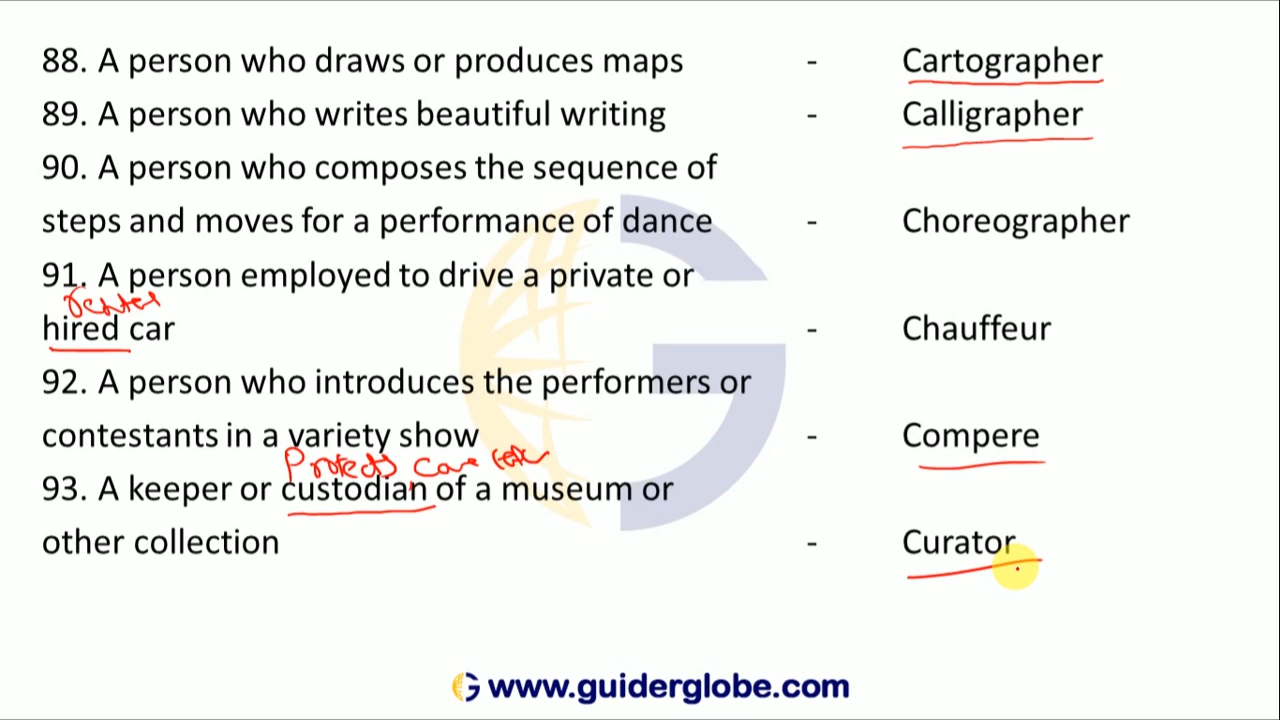 88. A person who draws or produces maps - Cartographer
89. A person who writes beautiful writing - Calligrapher
90. A person who composes the sequence of
steps and moves for a performance of dance - Choreographer
91. A person employed to drive a private or
hired car - Chauffeur
92. A person who introduces the performers or
contestants in a variety show - Compere
Protects, care
93. A keeper or custodian of a museum or
other collection - Curator
www.guiderglobe.com